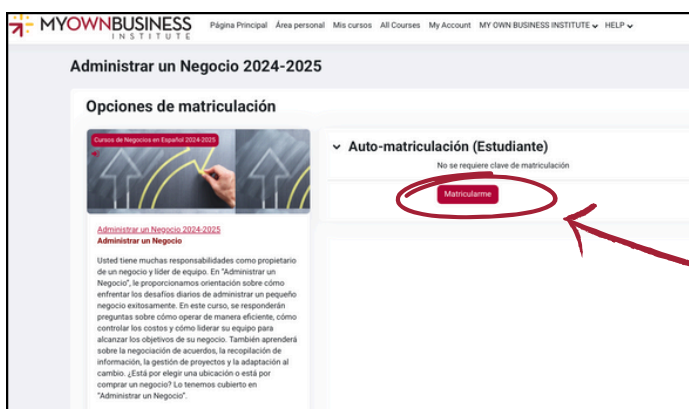 MYOWNBUSINESS
INSTITUTE
Página Principal Área personal Mis cursos All Courses My Account MY OWN BUSINESS INSTITUTE HELP
Administrar un Negocio 2024-2025
Opciones de matriculación
Cursos de Negocios en Español 2024-2025
Administrar un Negocio 2024-2025
Administrar un Negocio
Usted tiene muchas responsabilidades como propietario
de un negocio y líder de equipo. En "Administrar un
Negocio", le proporcionamos orientación sobre cómo
enfrentar los desafíos diarios de administrar un pequeño
negocio exitosamente. En este curso, se responderán
preguntas sobre cómo operar de manera eficiente, cómo
controlar los costos y cómo liderar su equipo para
alcanzar los objetivos de su negocio. También aprenderá
sobre la negociación de acuerdos, la recopilación de
información, la gestión de proyectos y la adaptación al
cambio. ¿Está por elegir una ubicación o está por
comprar un negocio? Lo tenemos cubierto en
"Administrar un Negocio".
Auto-matriculación (Estudiante)
No se requiere clave de matriculación
Matricularme